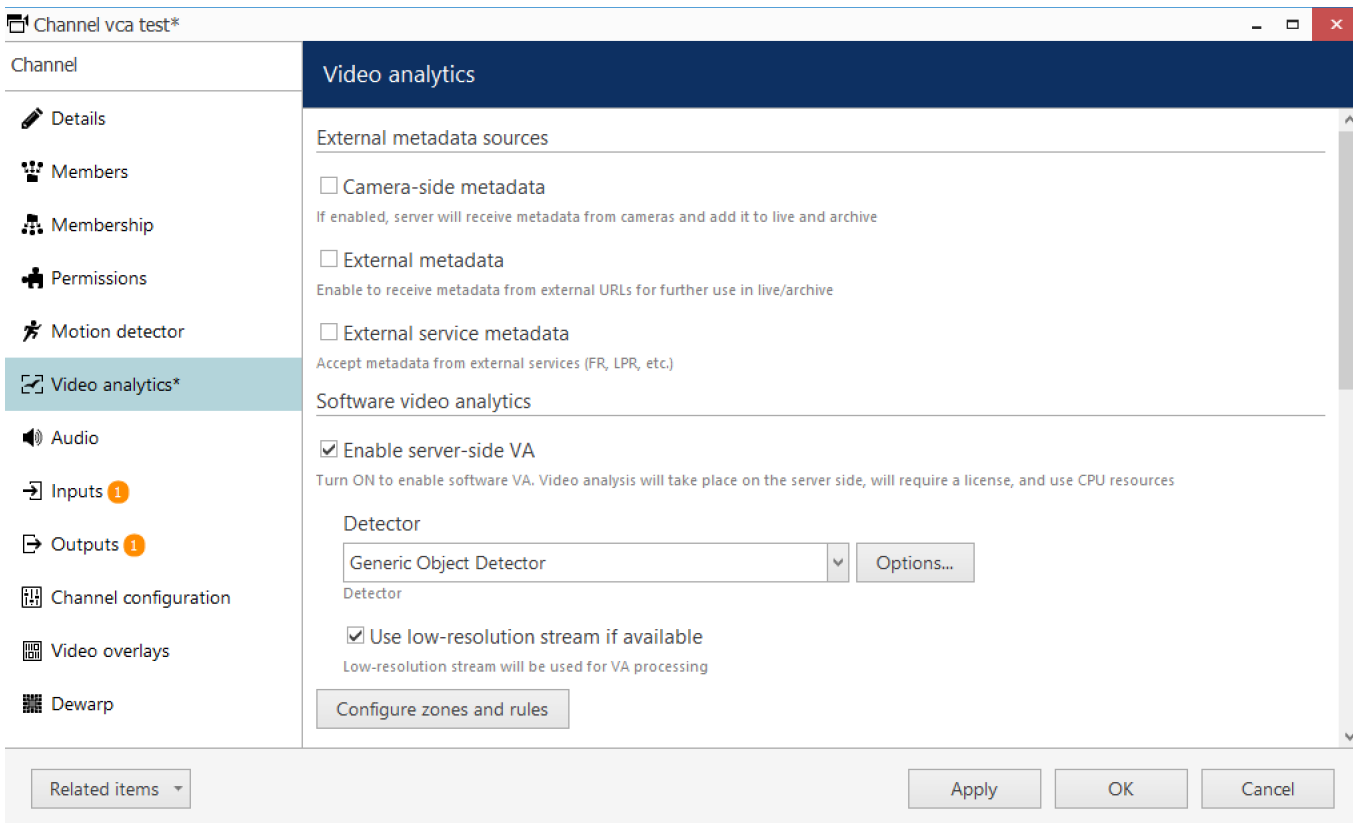 Channel vca test*
Channel
Video analytics
Details
Members
Membership
Permissions
Motion detector
Video analytics*
Audio
Inputs 1
Outputs 1
Channel configuration
Video overlays
Dewarp
External metadata sources
Camera-side metadata
If enabled, server will receive metadata from cameras and add it to live and archive
External metadata
Enable to receive metadata from external URLs for further use in live/archive
External service metadata
Accept metadata from external services (FR, LPR, etc.)
Software video analytics
Enable server-side VA
Turn ON to enable software VA. Video analysis will take place on the server side, will require a license, and use CPU resources
Detector
Generic Object Detector
Options...
Detector
Use low-resolution stream if available
Low-resolution stream will be used for VA processing
Configure zones and rules
Related items
Apply
OK
Cancel